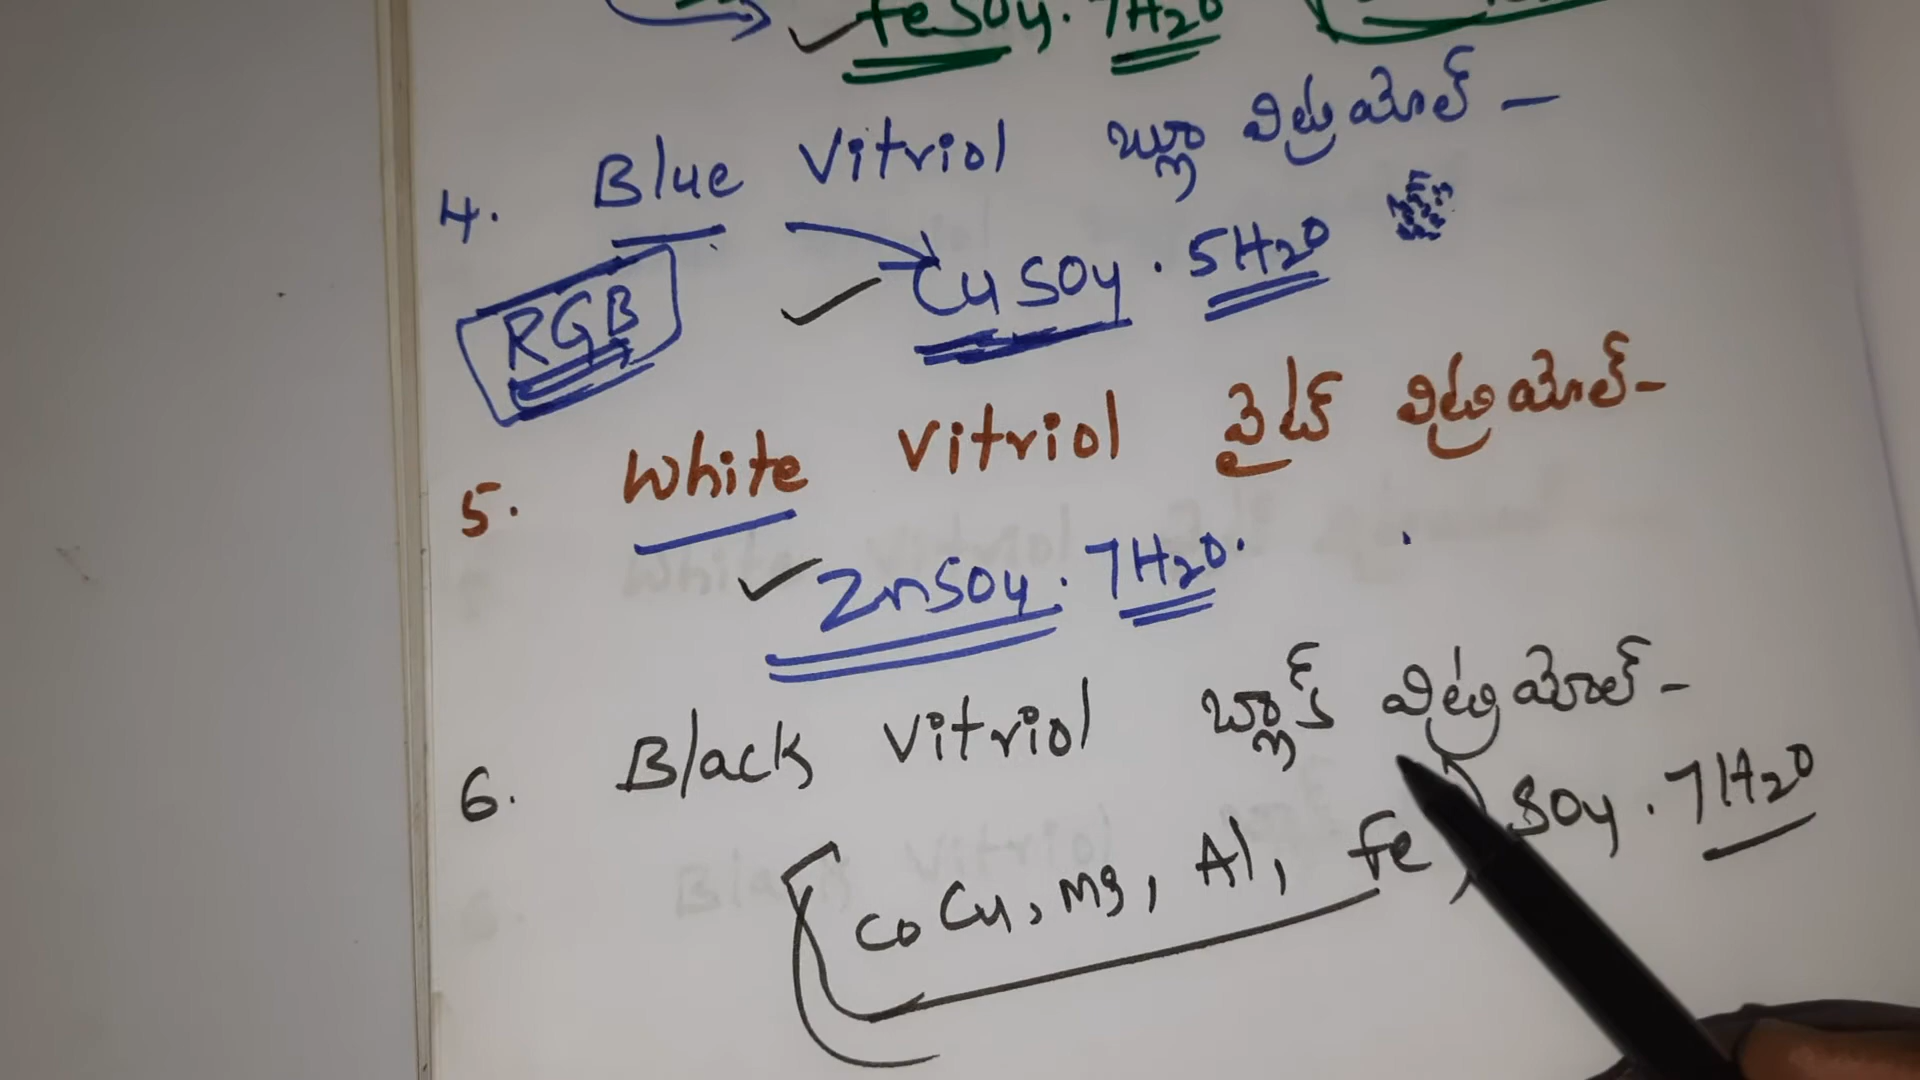 FeSO4. 7H2O
4. Blue Vitriol బ్లూ విట్రియోల్ -
CuSO4 . 5H2O
RGB
5. White Vitriol వైట్ విట్రియోల్-
ZnSO4 . 7H2O.
6. Black Vitriol బ్లాక్ విట్రియోల్-
(Co Cu, Mg, Al, Fe) SO4 . 7H2O